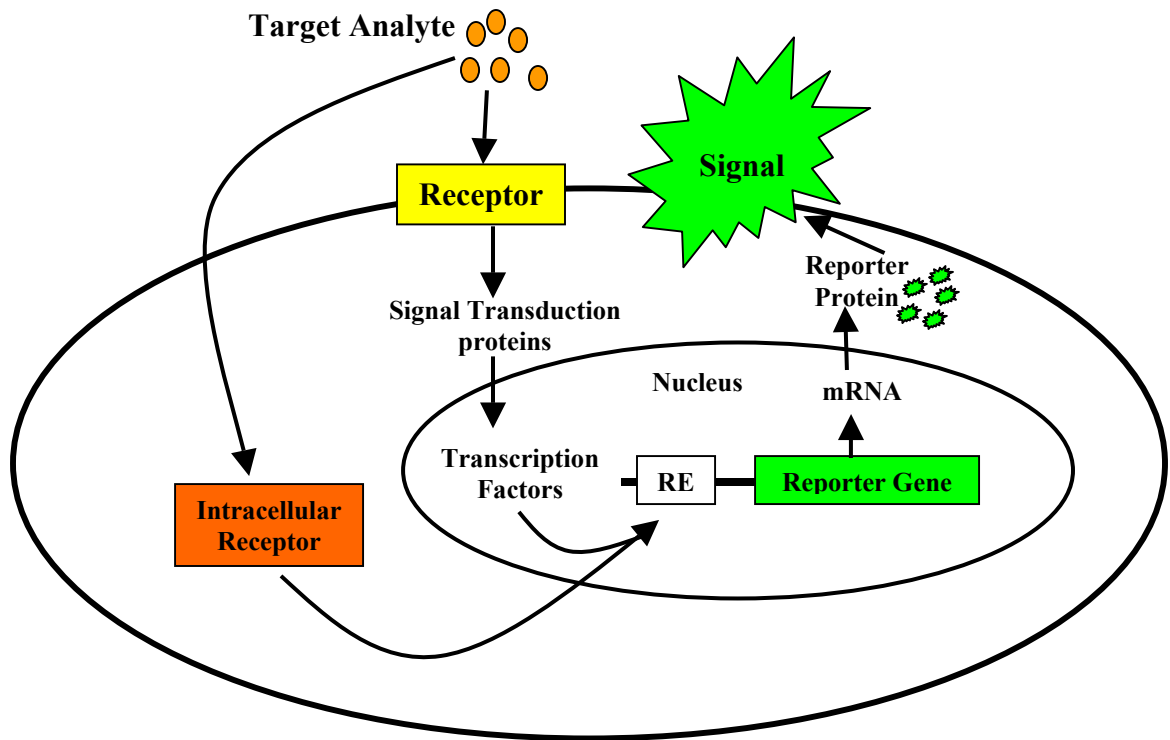 Target Analyte
Signal
Receptor
Reporter
Protein
Signal Transduction
proteins
Nucleus
mRNA
Transcription
Factors
RE
Reporter Gene
Intracellular
Receptor